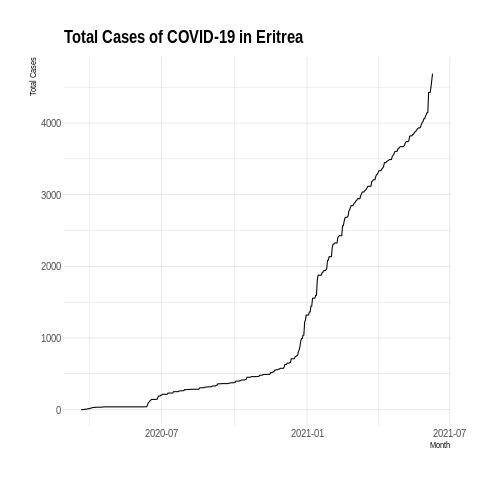 Total Cases of COVID-19 in Eritrea
Total Cases
4000
3000
2000
1000
0
2020-07
2021-01
2021-07
Month